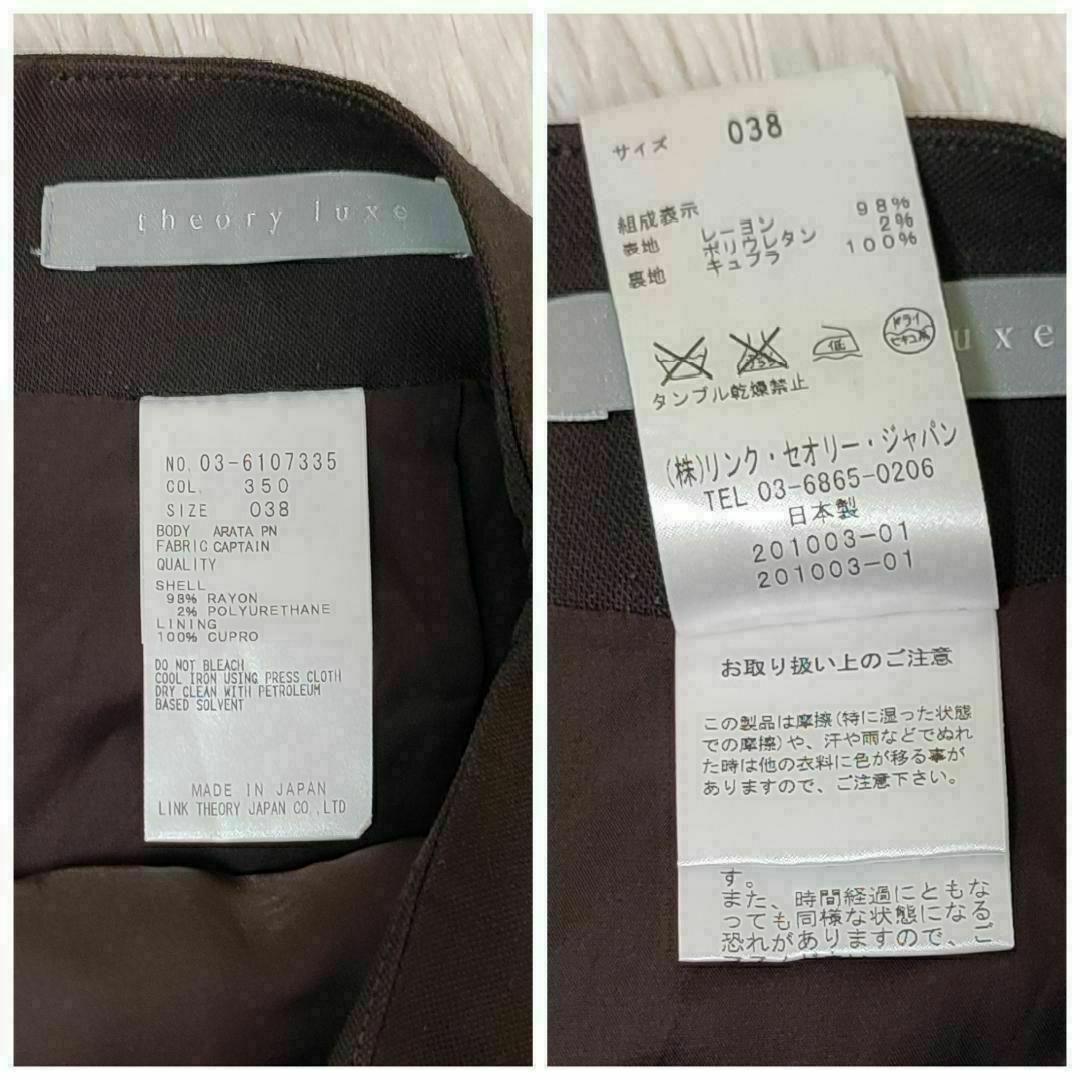 theory luxe
NO. 03-6107335
COL. 350
SIZE 038
BODY ARATA PN
FABRIC CAPTAIN
QUALITY
SHELL
98% RAYON
2% POLYURETHANE
LINING
100% CUPRO
DO NOT BLEACH
COOL IRON USING PRESS CLOTH
DRY CLEAN WITH PETROLEUM
BASED SOLVENT
MADE IN JAPAN
LINK THEORY JAPAN CO.,LTD
サイズ 038
組成表示
表地 レーヨン 98%
ポリウレタン 2%
裏地 キュプラ 100%
低
ドライ
セキユ系
uxe
タンブル乾燥禁止
(株)リンク・セオリー・ジャパン
TEL 03-6865-0206
日本製
201003-01
201003-01
お取り扱い上のご注意
この製品は摩擦(特に湿った状態
での摩擦)や、汗や雨などでぬれ
た時は他の衣料に色が移る事が
ありますので、ご注意下さい。
す。
また、時間経過にともな
っても同様な状態になる
恐れがありますので、ご